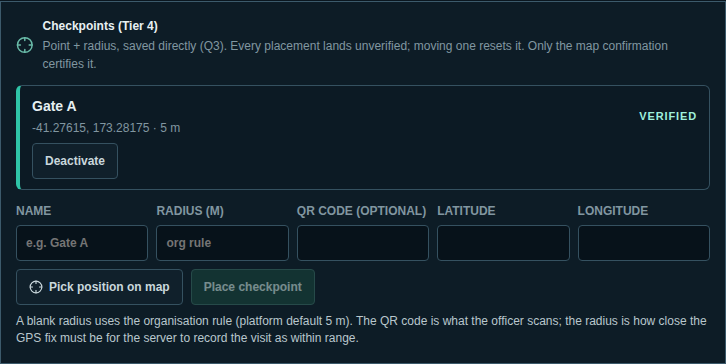 Checkpoints (Tier 4)
Point + radius, saved directly (Q3). Every placement lands unverified; moving one resets it. Only the map confirmation
certifies it.
Gate A
VERIFIED
-41.27615, 173.28175 · 5 m
Deactivate
NAME RADIUS (M) QR CODE (OPTIONAL) LATITUDE LONGITUDE
e.g. Gate A org rule
Pick position on map Place checkpoint
A blank radius uses the organisation rule (platform default 5 m). The QR code is what the officer scans; the radius is how close the
GPS fix must be for the server to record the visit as within range.